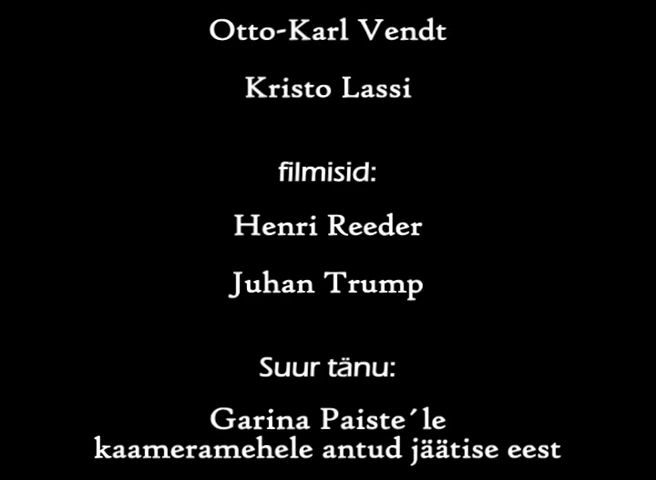 Otto-Karl Vendt
Kristo Lassi
filmisid:
Henri Reeder
Juhan Trump
Suur tänu:
Garina Paiste´le
kaameramehele antud jäätise eest